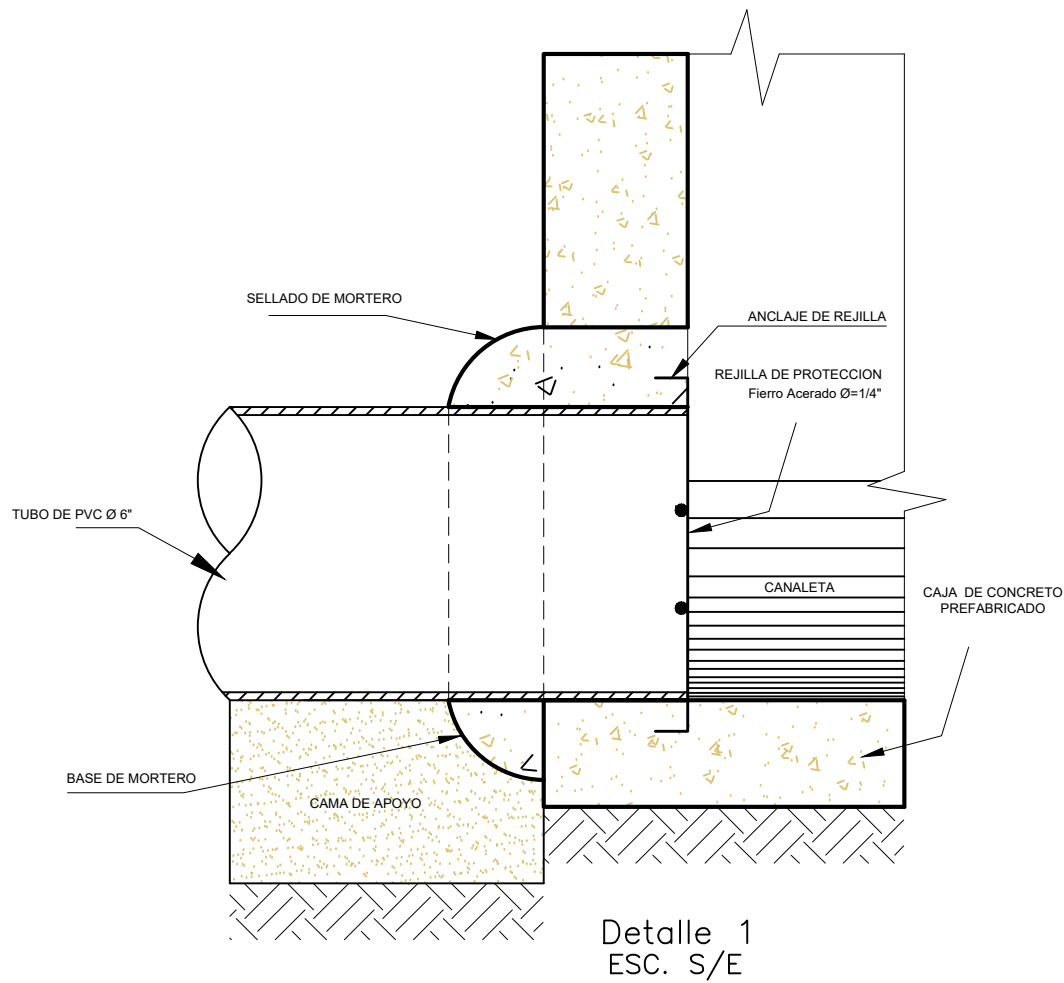 SELLADO DE MORTERO
ANCLAJE DE REJILLA
REJILLA DE PROTECCION
Fierro Acerado Ø=1/4"
TUBO DE PVC Ø 6"
CANALETA
CAJA DE CONCRETO
PREFABRICADO
BASE DE MORTERO
CAMA DE APOYO
Detalle 1
ESC. S/E